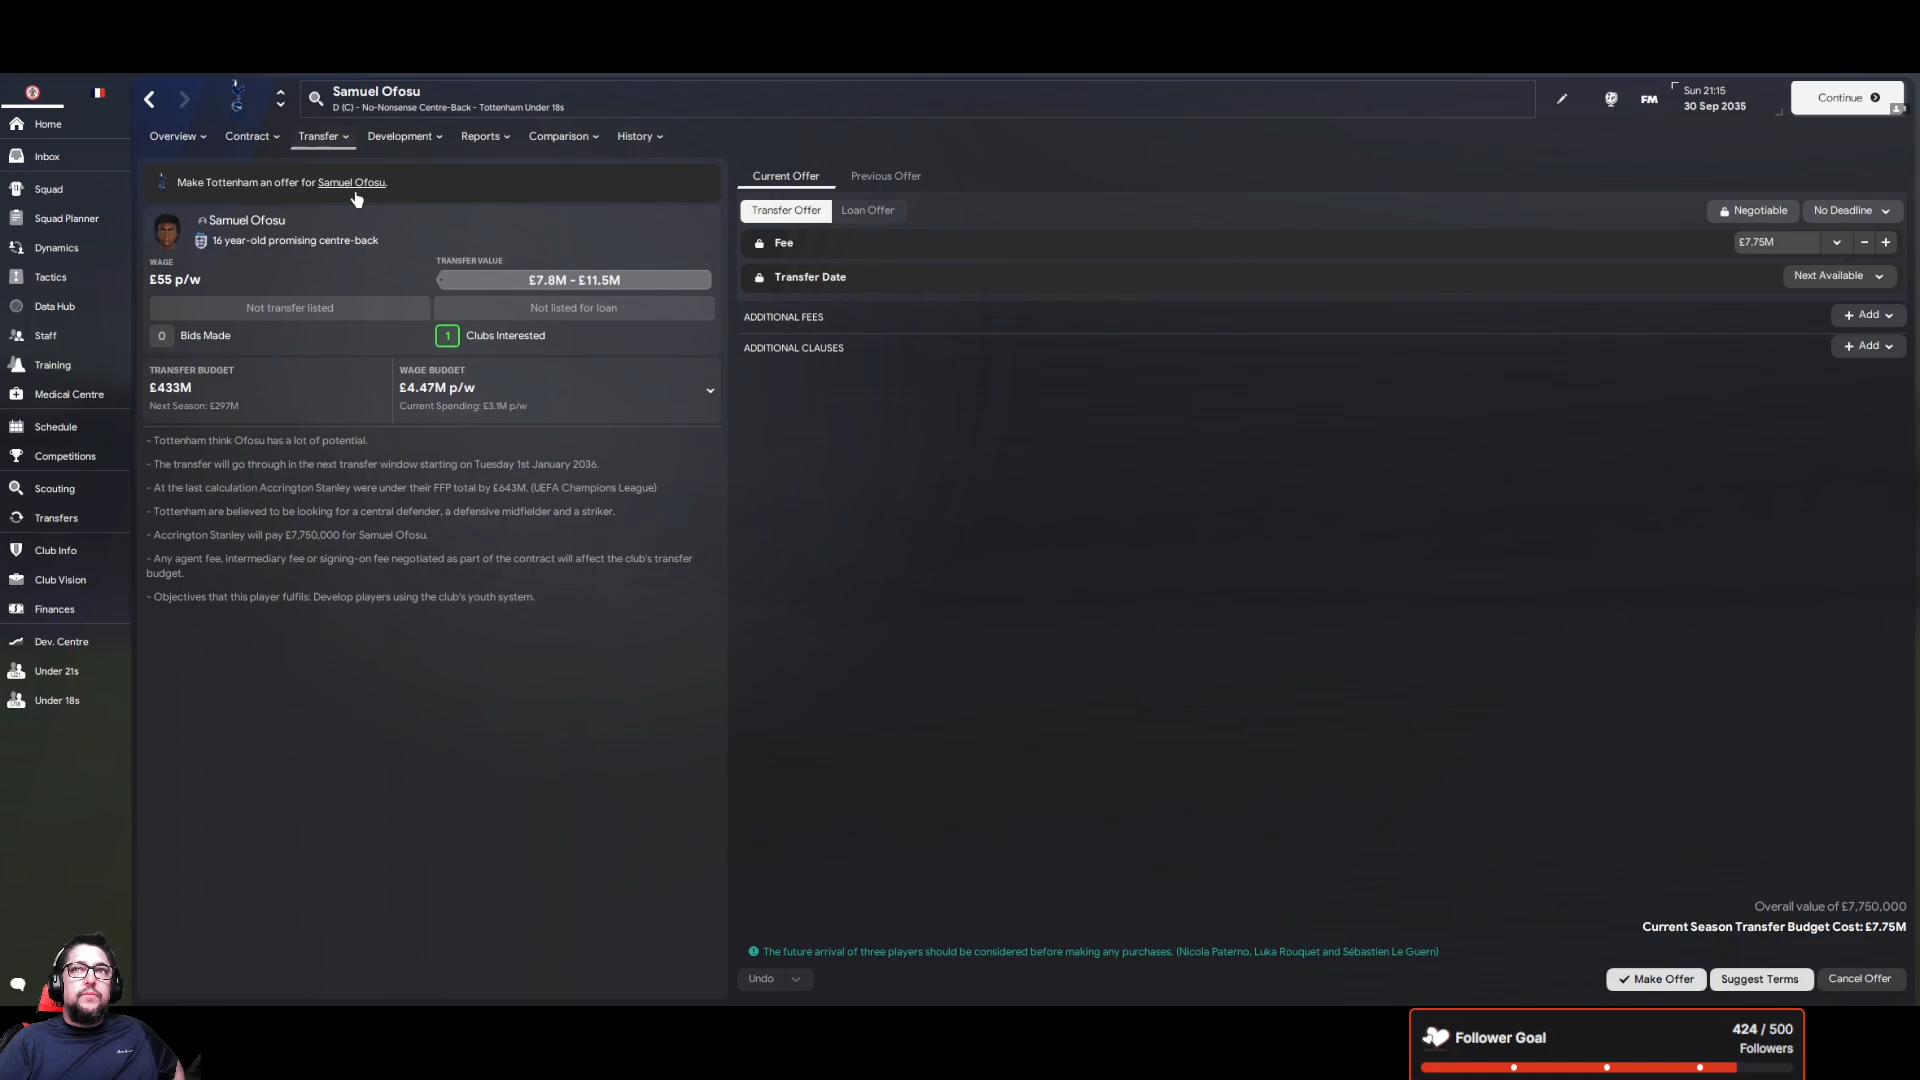 Samuel Ofosu
D (C) - No-Nonsense Centre-Back - Tottenham Under 18s
FM
Sun 21:15
30 Sep 2035
Continue
Home
Inbox
Squad
Squad Planner
Dynamics
Tactics
Data Hub
Staff
Training
Medical Centre
Schedule
Competitions
Scouting
Transfers
Club Info
Club Vision
Finances
Dev. Centre
Under 21s
Under 18s
Overview
Contract
Transfer
Development
Reports
Comparison
History
Make Tottenham an offer for Samuel Ofosu.
Samuel Ofosu
16 year-old promising centre-back
WAGE
£55 p/w
TRANSFER VALUE
£7.8M - £11.5M
Not transfer listed
Not listed for loan
0 Bids Made
1 Clubs Interested
TRANSFER BUDGET
£433M
Next Season: £297M
WAGE BUDGET
£4.47M p/w
Current Spending: £3.1M p/w
- Tottenham think Ofosu has a lot of potential.
- The transfer will go through in the next transfer window starting on Tuesday 1st January 2036.
- At the last calculation Accrington Stanley were under their FFP total by £643M. (UEFA Champions League)
- Tottenham are believed to be looking for a central defender, a defensive midfielder and a striker.
- Accrington Stanley will pay £7,750,000 for Samuel Ofosu.
- Any agent fee, intermediary fee or signing-on fee negotiated as part of the contract will affect the club's transfer
budget.
- Objectives that this player fulfils: Develop players using the club's youth system.
Current Offer
Previous Offer
Transfer Offer
Loan Offer
Negotiable
No Deadline
Fee
£7.75M
Transfer Date
Next Available
ADDITIONAL FEES
+ Add
ADDITIONAL CLAUSES
+ Add
Overall value of £7,750,000
Current Season Transfer Budget Cost: £7.75M
The future arrival of three players should be considered before making any purchases. (Nicola Paterno, Luka Rouquet and Sébastien Le Guern)
Undo
Make Offer
Suggest Terms
Cancel Offer
Follower Goal
424 / 500
Followers